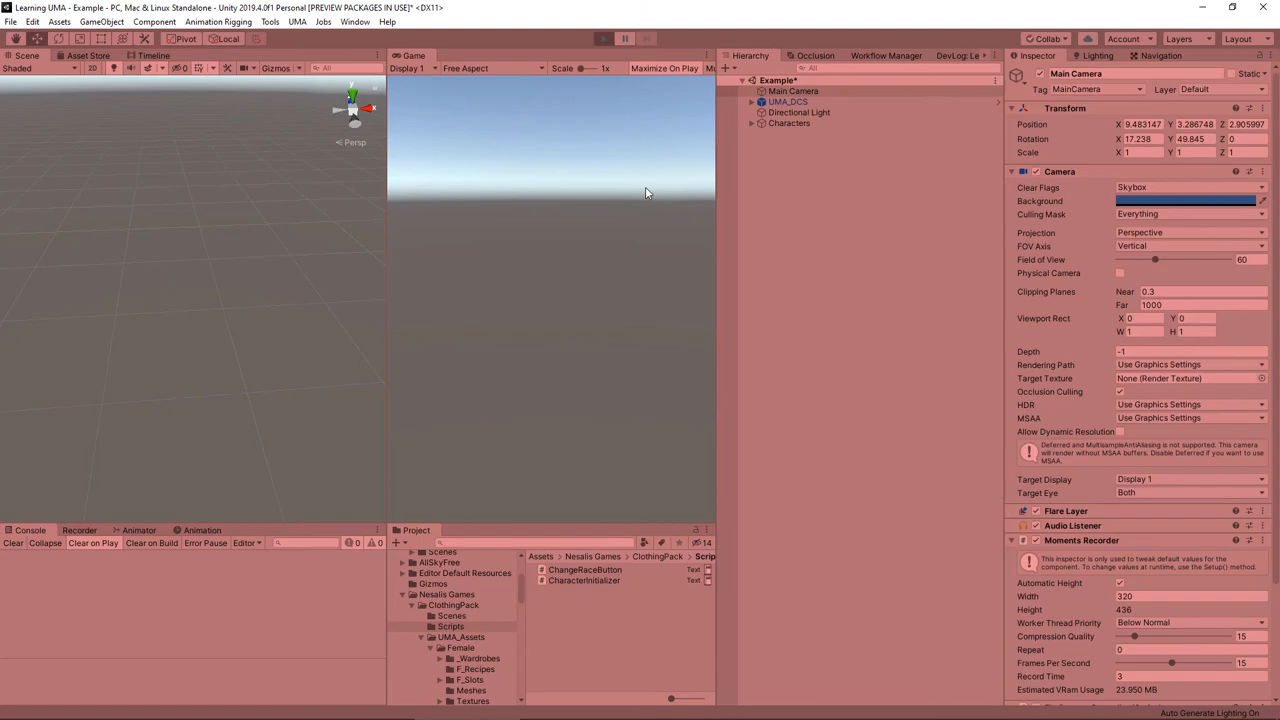 Learning UMA - Example - PC, Mac & Linux Standalone - Unity 2019.4.0f1 Personal [PREVIEW PACKAGES IN USE]* <DX11>
File Edit Assets GameObject Component Animation Rigging Tools UMA Jobs Window Help
Pivot Local Collab Account Layers Layout
Scene Asset Store Timeline
Shaded 2D 0 Gizmos All
Persp
Game
Display 1 Free Aspect Scale 1x Maximize On Play Mu
Hierarchy Occlusion Workflow Manager DevLog: Le
All
Example*
Main Camera
UMA_DCS
Directional Light
Characters
Inspector Lighting Navigation
Main Camera Static
Tag MainCamera Layer Default
Transform
Position X 9.483147 Y 3.286748 Z 2.905997
Rotation X 17.238 Y 49.845 Z 0
Scale X 1 Y 1 Z 1
Camera
Clear Flags Skybox
Background
Culling Mask Everything
Projection Perspective
FOV Axis Vertical
Field of View 60
Physical Camera
Clipping Planes Near 0.3
Far 1000
Viewport Rect X 0 Y 0
W 1 H 1
Depth -1
Rendering Path Use Graphics Settings
Target Texture None (Render Texture)
Occlusion Culling
HDR Use Graphics Settings
MSAA Use Graphics Settings
Allow Dynamic Resolution
Deferred and MultisampleAntiAliasing is not supported. This camera
will render without MSAA buffers. Disable Deferred if you want to use
MSAA.
Target Display Display 1
Target Eye Both
Flare Layer
Audio Listener
Moments Recorder
This inspector is only used to tweak default values for the
component. To change values at runtime, use the Setup() method.
Automatic Height
Width 320
Height 436
Worker Thread Priority Below Normal
Compression Quality 15
Repeat 0
Frames Per Second 15
Record Time 3
Estimated VRam Usage 23.950 MB
Auto Generate Lighting On
Console Recorder Animator Animation
Clear Collapse Clear on Play Clear on Build Error Pause Editor 0 0
Project
14
Scenes
AllSkyFree
Editor Default Resources
Gizmos
Nesalis Games
ClothingPack
Scenes
Scripts
UMA_Assets
Female
_Wardrobes
F_Recipes
F_Slots
Meshes
Textures
Assets Nesalis Games ClothingPack Scrip
ChangeRaceButton Text
CharacterInitializer Text